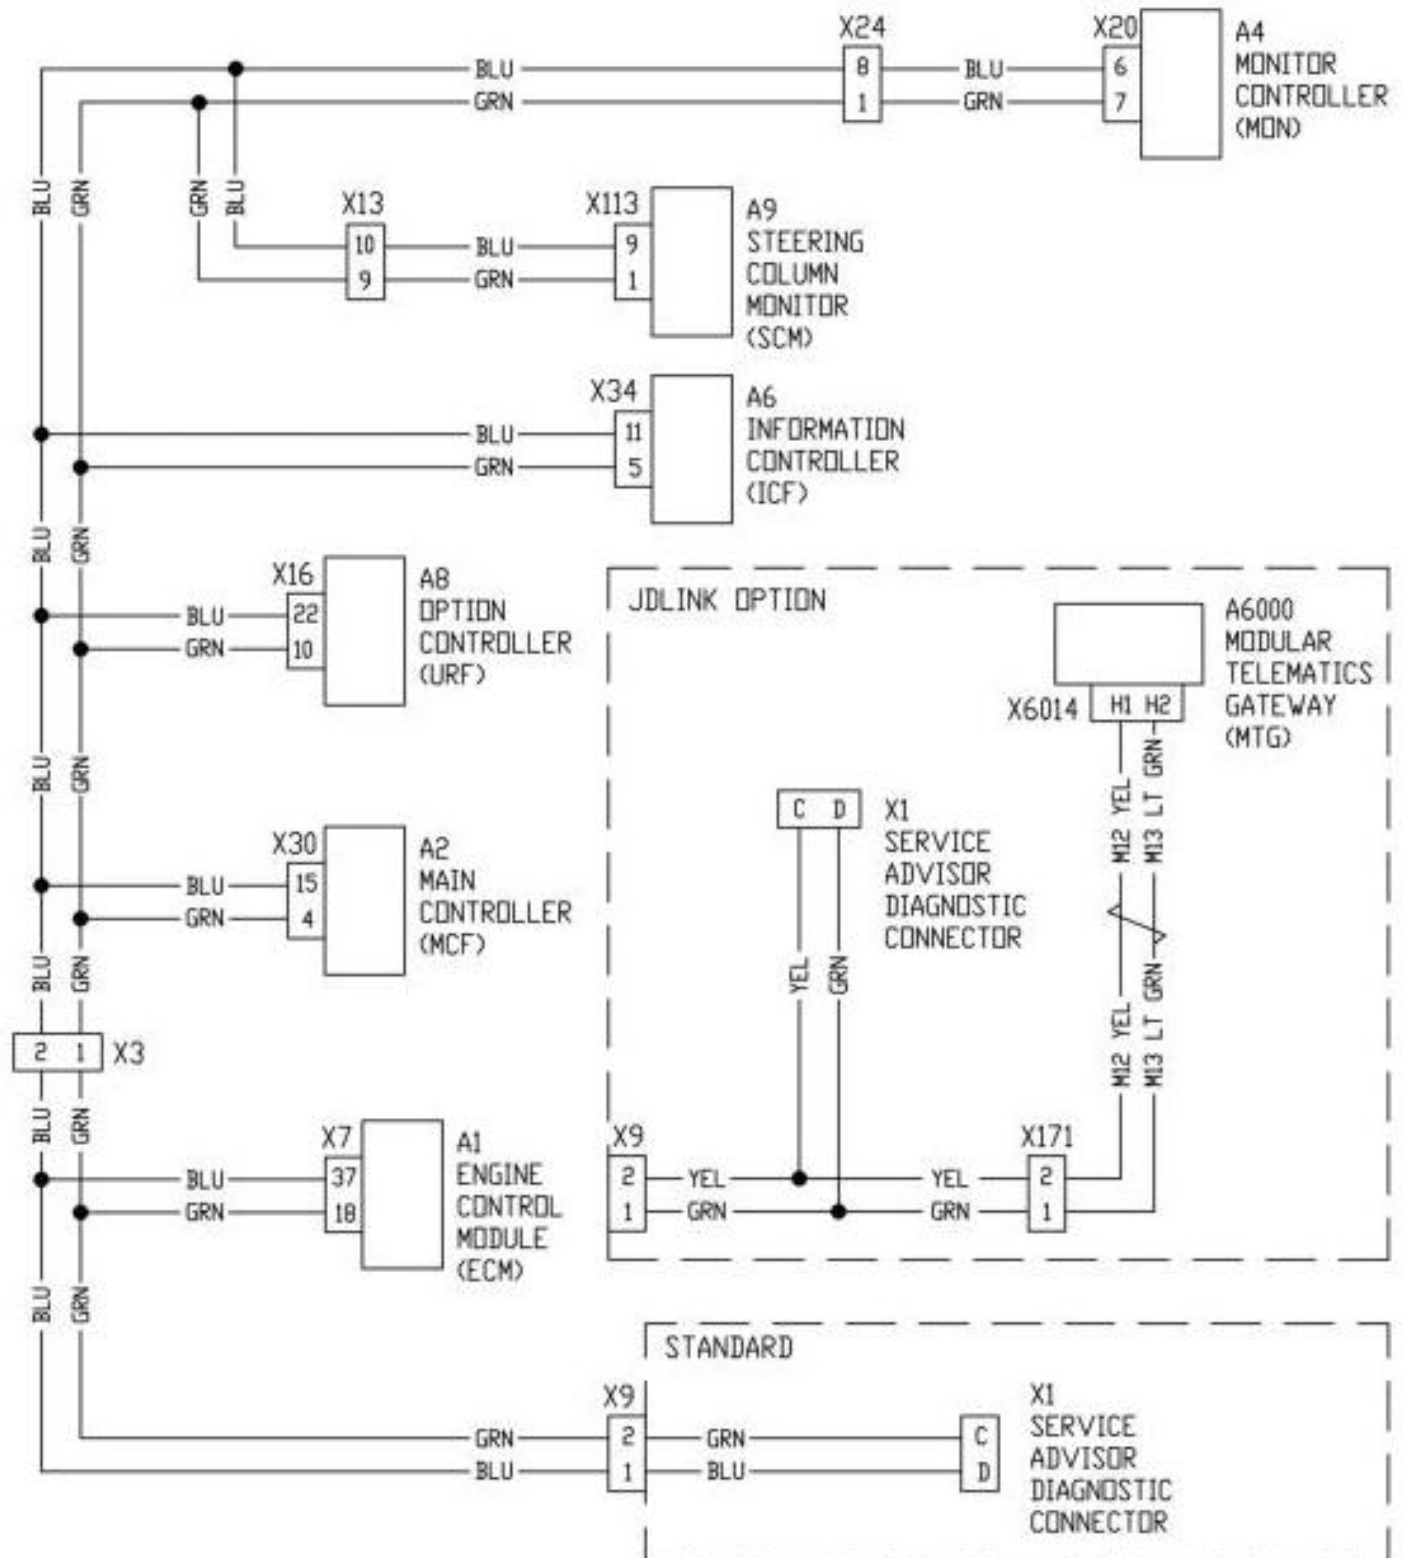 X24
X20
A4
MONITOR
CONTROLLER
(MON)
BLU
8
BLU
6
GRN
1
GRN
7
BLU
GRN
GRN
BLU
X13
X113
A9
STEERING
COLUMN
MONITOR
(SCM)
10
BLU
9
9
GRN
1
X34
A6
INFORMATION
CONTROLLER
(ICF)
BLU
11
GRN
5
BLU
GRN
X16
A8
OPTION
CONTROLLER
(URF)
BLU
22
GRN
10
JDLINK OPTION
A6000
MODULAR
TELEMATICS
GATEWAY
(MTG)
X6014
H1 H2
M12 YEL
M13 LT GRN
BLU
GRN
C D
X1
SERVICE
ADVISOR
DIAGNOSTIC
CONNECTOR
X30
A2
MAIN
CONTROLLER
(MCF)
BLU
15
GRN
4
BLU
GRN
YEL
GRN
M12 YEL
M13 LT GRN
2 1
X3
BLU
GRN
X7
A1
ENGINE
CONTROL
MODULE
(ECM)
BLU
37
GRN
18
X9
X171
2
YEL
YEL
2
1
GRN
GRN
1
BLU
GRN
STANDARD
X9
X1
SERVICE
ADVISOR
DIAGNOSTIC
CONNECTOR
GRN
2
GRN
C
BLU
1
BLU
D